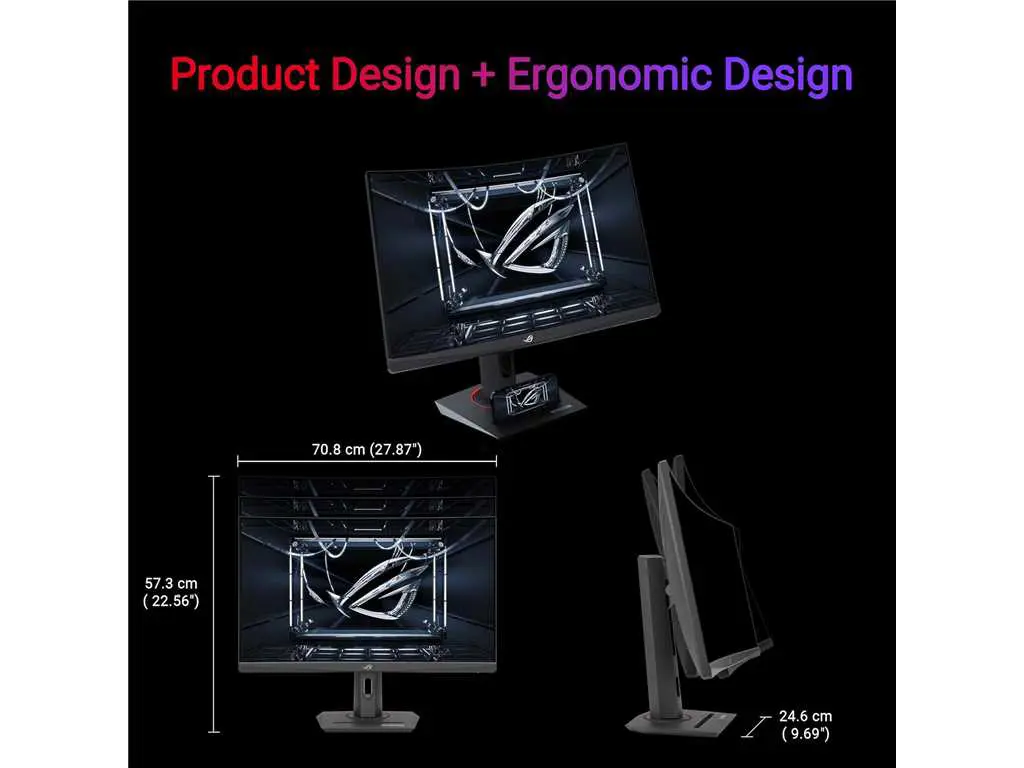 Product Design + Ergonomic Design
70.8 cm (27.87")
57.3 cm
( 22.56")
24.6 cm
( 9.69")